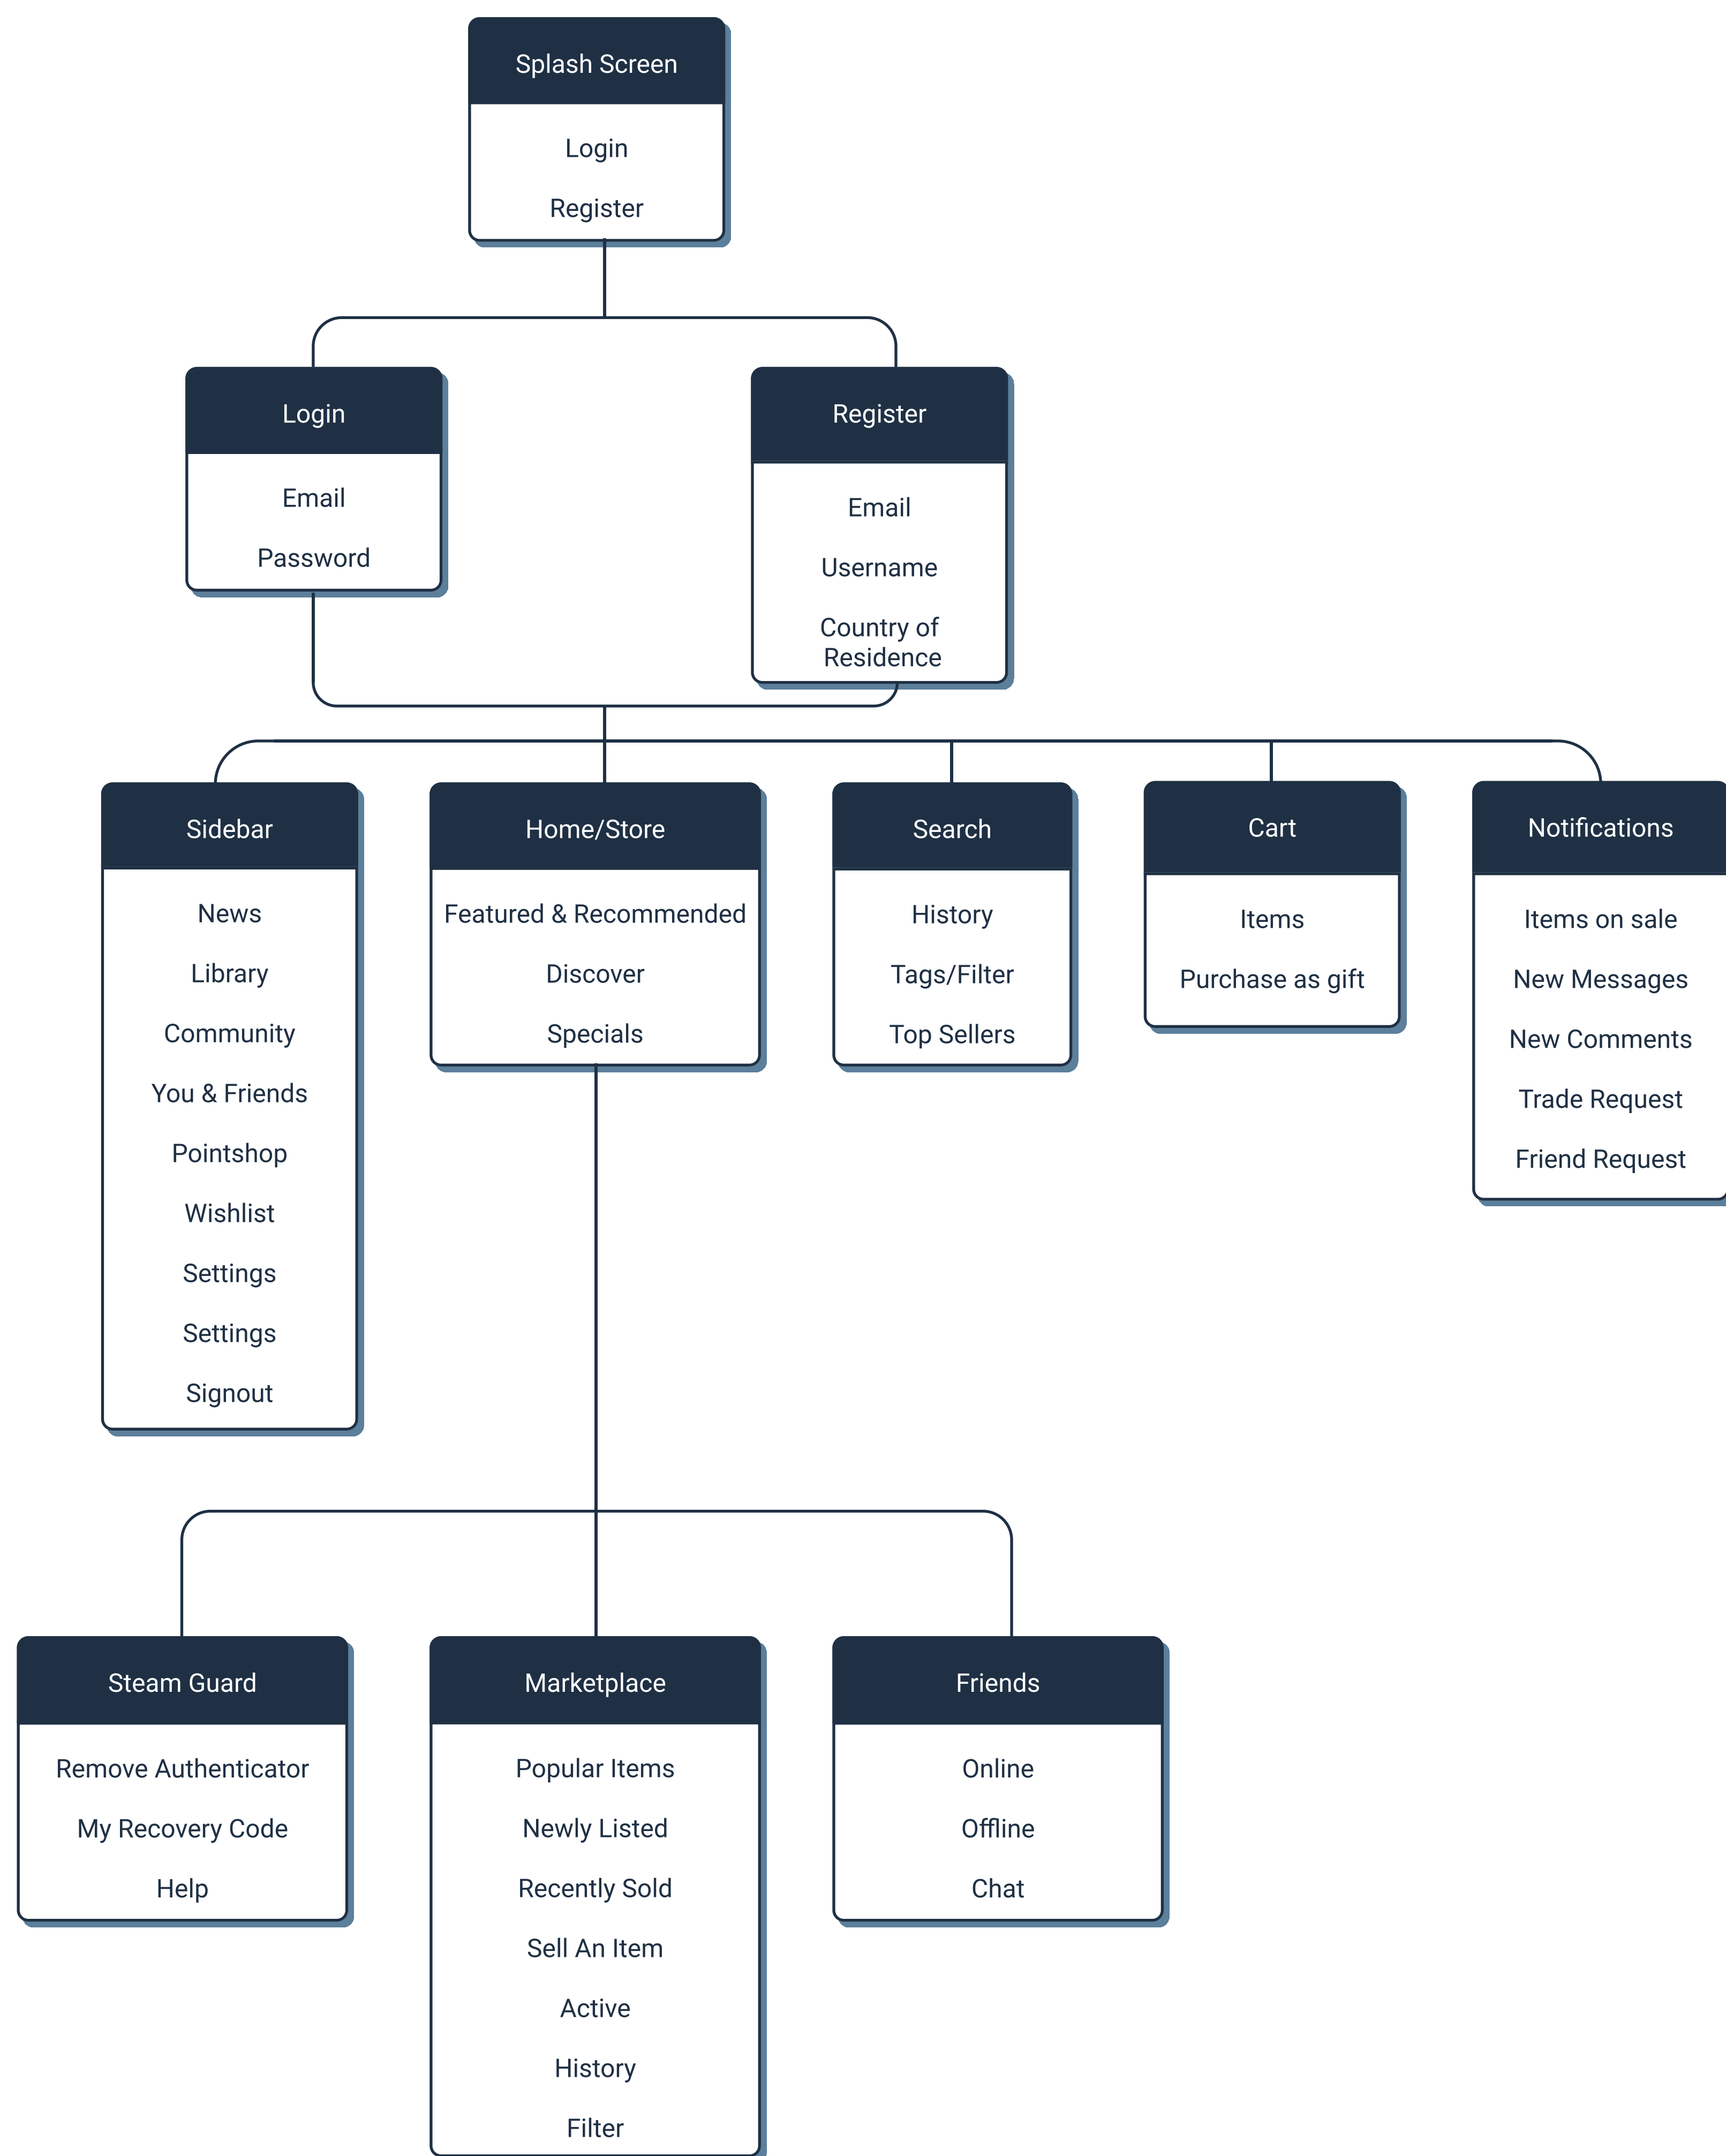 Splash Screen
Login
Register
Login
Email
Password
Register
Email
Username
Country of
Residence
Sidebar
News
Library
Community
You & Friends
Pointshop
Wishlist
Settings
Settings
Signout
Home/Store
Featured & Recommended
Discover
Specials
Search
History
Tags/Filter
Top Sellers
Cart
Items
Purchase as gift
Notifications
Items on sale
New Messages
New Comments
Trade Request
Friend Request
Steam Guard
Remove Authenticator
My Recovery Code
Help
Marketplace
Popular Items
Newly Listed
Recently Sold
Sell An Item
Active
History
Filter
Friends
Online
Offline
Chat